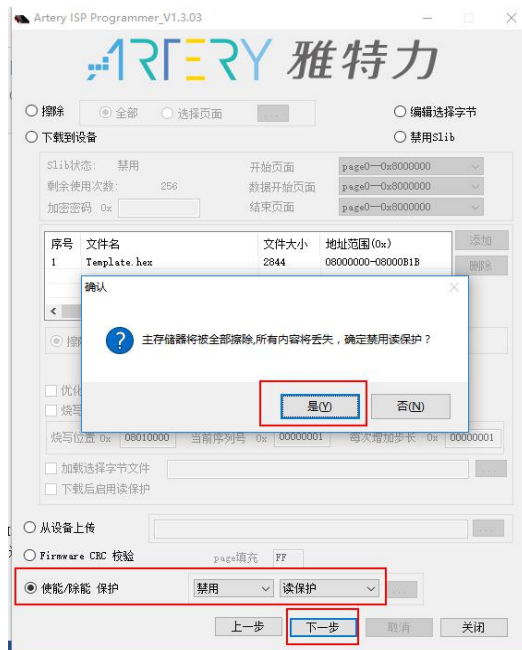 Artery ISP Programmer_V1.3.03
ARTERY 雅特力
擦除 全部 选择页面 .... 编辑选择字节
下载到设备 禁用Slib
Slib状态: 禁用 开始页面 page0--0x8000000
剩余使用次数: 256 数据开始页面 page0--0x8000000
加密密码 0x 结束页面 page0--0x8000000
序号 文件名 文件大小 地址范围(0x) 添加
1 Template.hex 2844 08000000-08000B1B 删除
确认
主存储器将被全部擦除,所有内容将丢失，确定禁用读保护？
是(Y) 否(N)
优化
烧写
烧写位置 0x 08010000 当前序列号 0x 00000001 每次增加步长 0x 00000001
加载选择字节文件 ...
下载后启用读保护
从设备上传 ....
Firmware CRC 校验 page填充 FF
使能/除能 保护 禁用 读保护 ...
上一步 下一步 取消 关闭